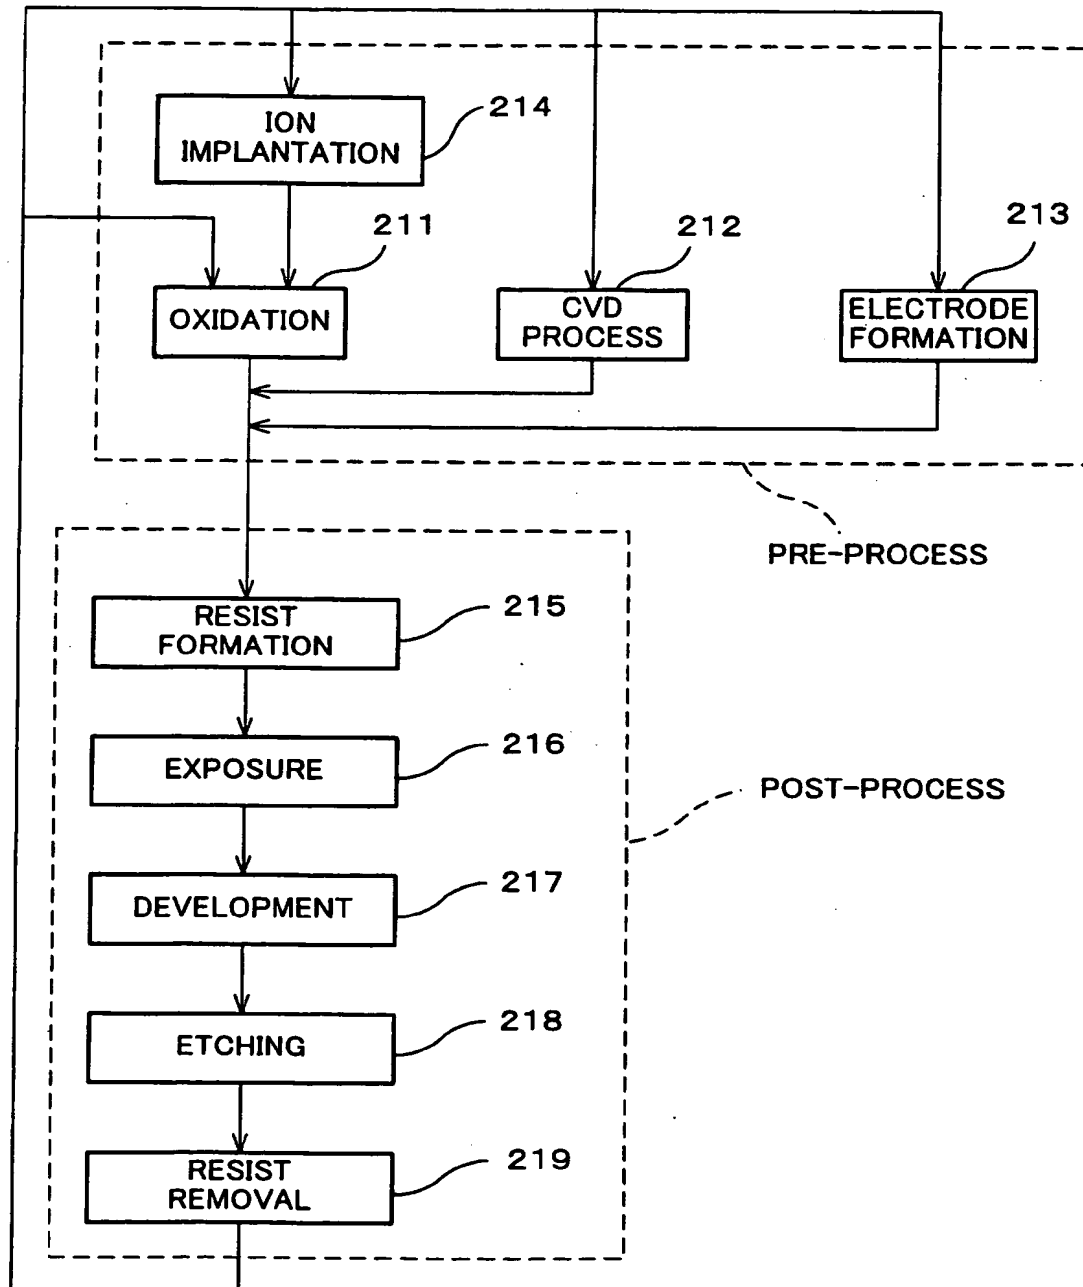 ION
IMPLANTATION
214
211
212
213
OXIDATION
CVD
PROCESS
ELECTRODE
FORMATION
PRE-PROCESS
RESIST
FORMATION
215
EXPOSURE
216
POST-PROCESS
DEVELOPMENT
217
ETCHING
218
RESIST
REMOVAL
219